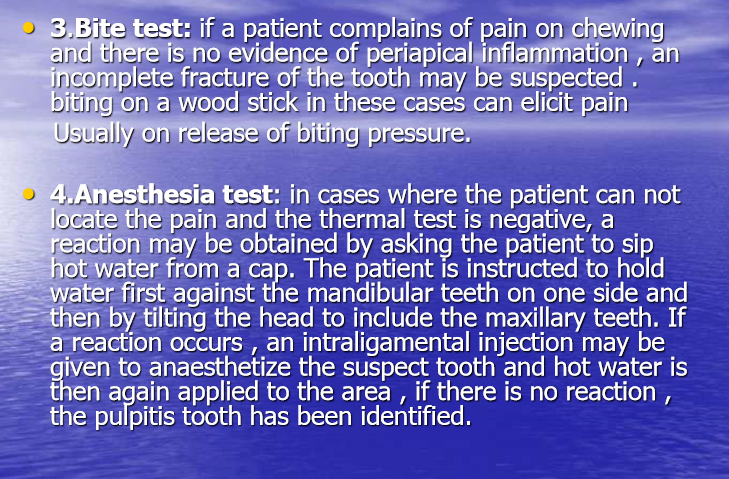 • 3.Bite test: if a patient complains of pain on chewing
and there is no evidence of periapical inflammation , an
incomplete fracture of the tooth may be suspected .
biting on a wood stick in these cases can elicit pain
Usually on release of biting pressure.
• 4.Anesthesia test: in cases where the patient can not
locate the pain and the thermal test is negative, a
reaction may be obtained by asking the patient to sip
hot water from a cap. The patient is instructed to hold
water first against the mandibular teeth on one side and
then by tilting the head to include the maxillary teeth. If
a reaction occurs , an intraligamental injection may be
given to anaesthetize the suspect tooth and hot water is
then again applied to the area , if there is no reaction ,
the pulpitis tooth has been identified.